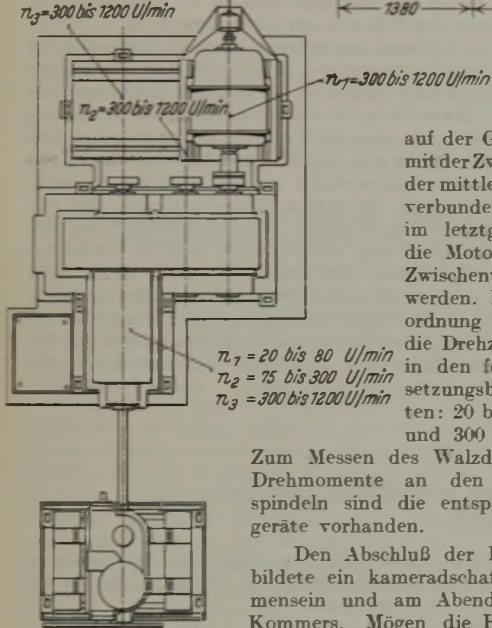 n₃=300 bis 1200 U/min
1380
n₁=300 bis 1200 U/min
n₂=300 bis 1200 U/min
auf der G
mit der Zw
der mittle
verbunde
im letztg
die Moto
Zwischen
werden.
ordnung
die Drehz
in den f
setzungsb
ten: 20 b
und 300
n₁ = 20 bis 80 U/min
n₂ = 75 bis 300 U/min
n₃ = 300 bis 1200 U/min
Zum Messen des Walzd
Drehmomente an den
spindeln sind die entsp
geräte vorhanden.
Den Abschluß der
bildete ein kameradschaf
mensein und am Abend
Kommers. Mögen die